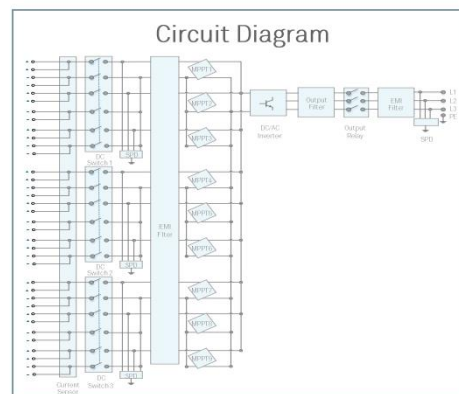 Circuit Diagram
MPPT1
MPPT2
MPPT3
SPD
DC
Switch 1
MPPT4
MPPT5
MPPT6
SPD
DC
Switch 2
EMI
Filter
MPPT7
MPPT8
MPPT9
SPD
DC
Switch 3
Current
Sensor
DC/AC
Invertor
Output
Filter
Output
Relay
EMI
Filter
L1
L2
L3
PE
SPD